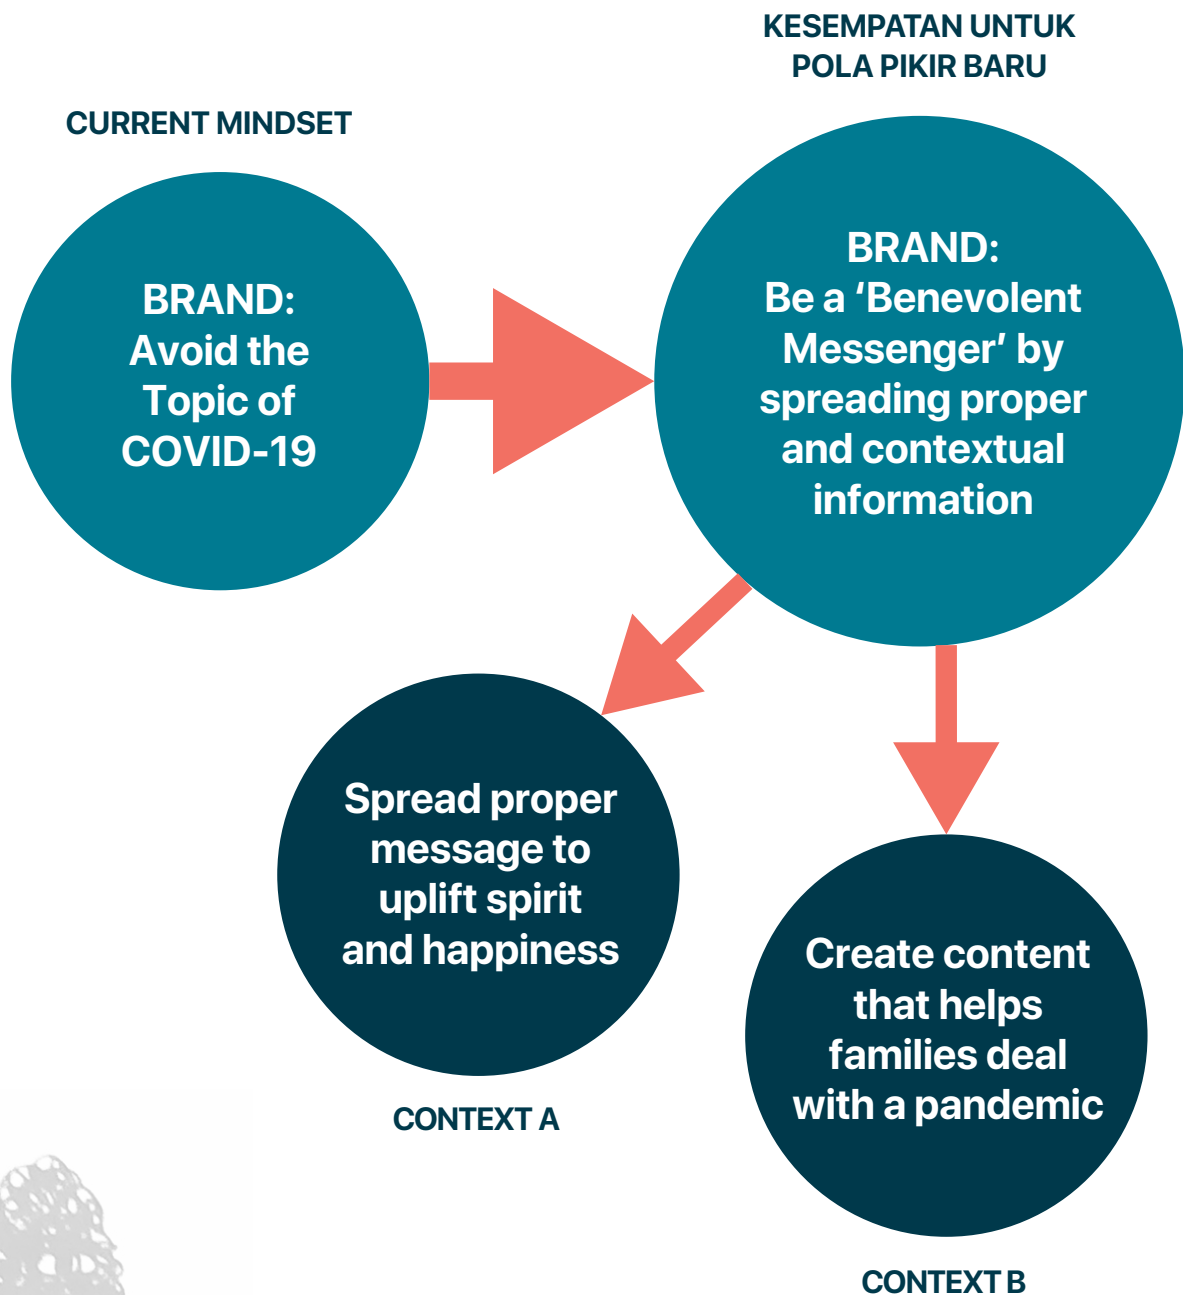 CURRENT MINDSET
BRAND:
Avoid the
Topic of
COVID-19
KESEMPATAN UNTUK
POLA PIKIR BARU
BRAND:
Be a ‘Benevolent
Messenger’ by
spreading proper
and contextual
information
Spread proper
message to
uplift spirit
and happiness
CONTEXT A
Create content
that helps
families deal
with a pandemic
CONTEXT B